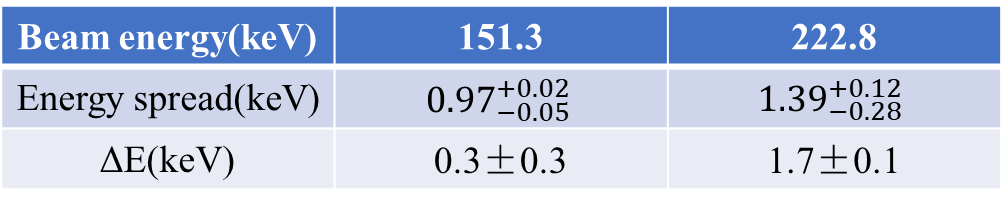 Beam energy(keV) 151.3 222.8
Energy spread(keV) 0.97+0.02−0.05 1.39+0.12−0.28
ΔE(keV) 0.3±0.3 1.7±0.1